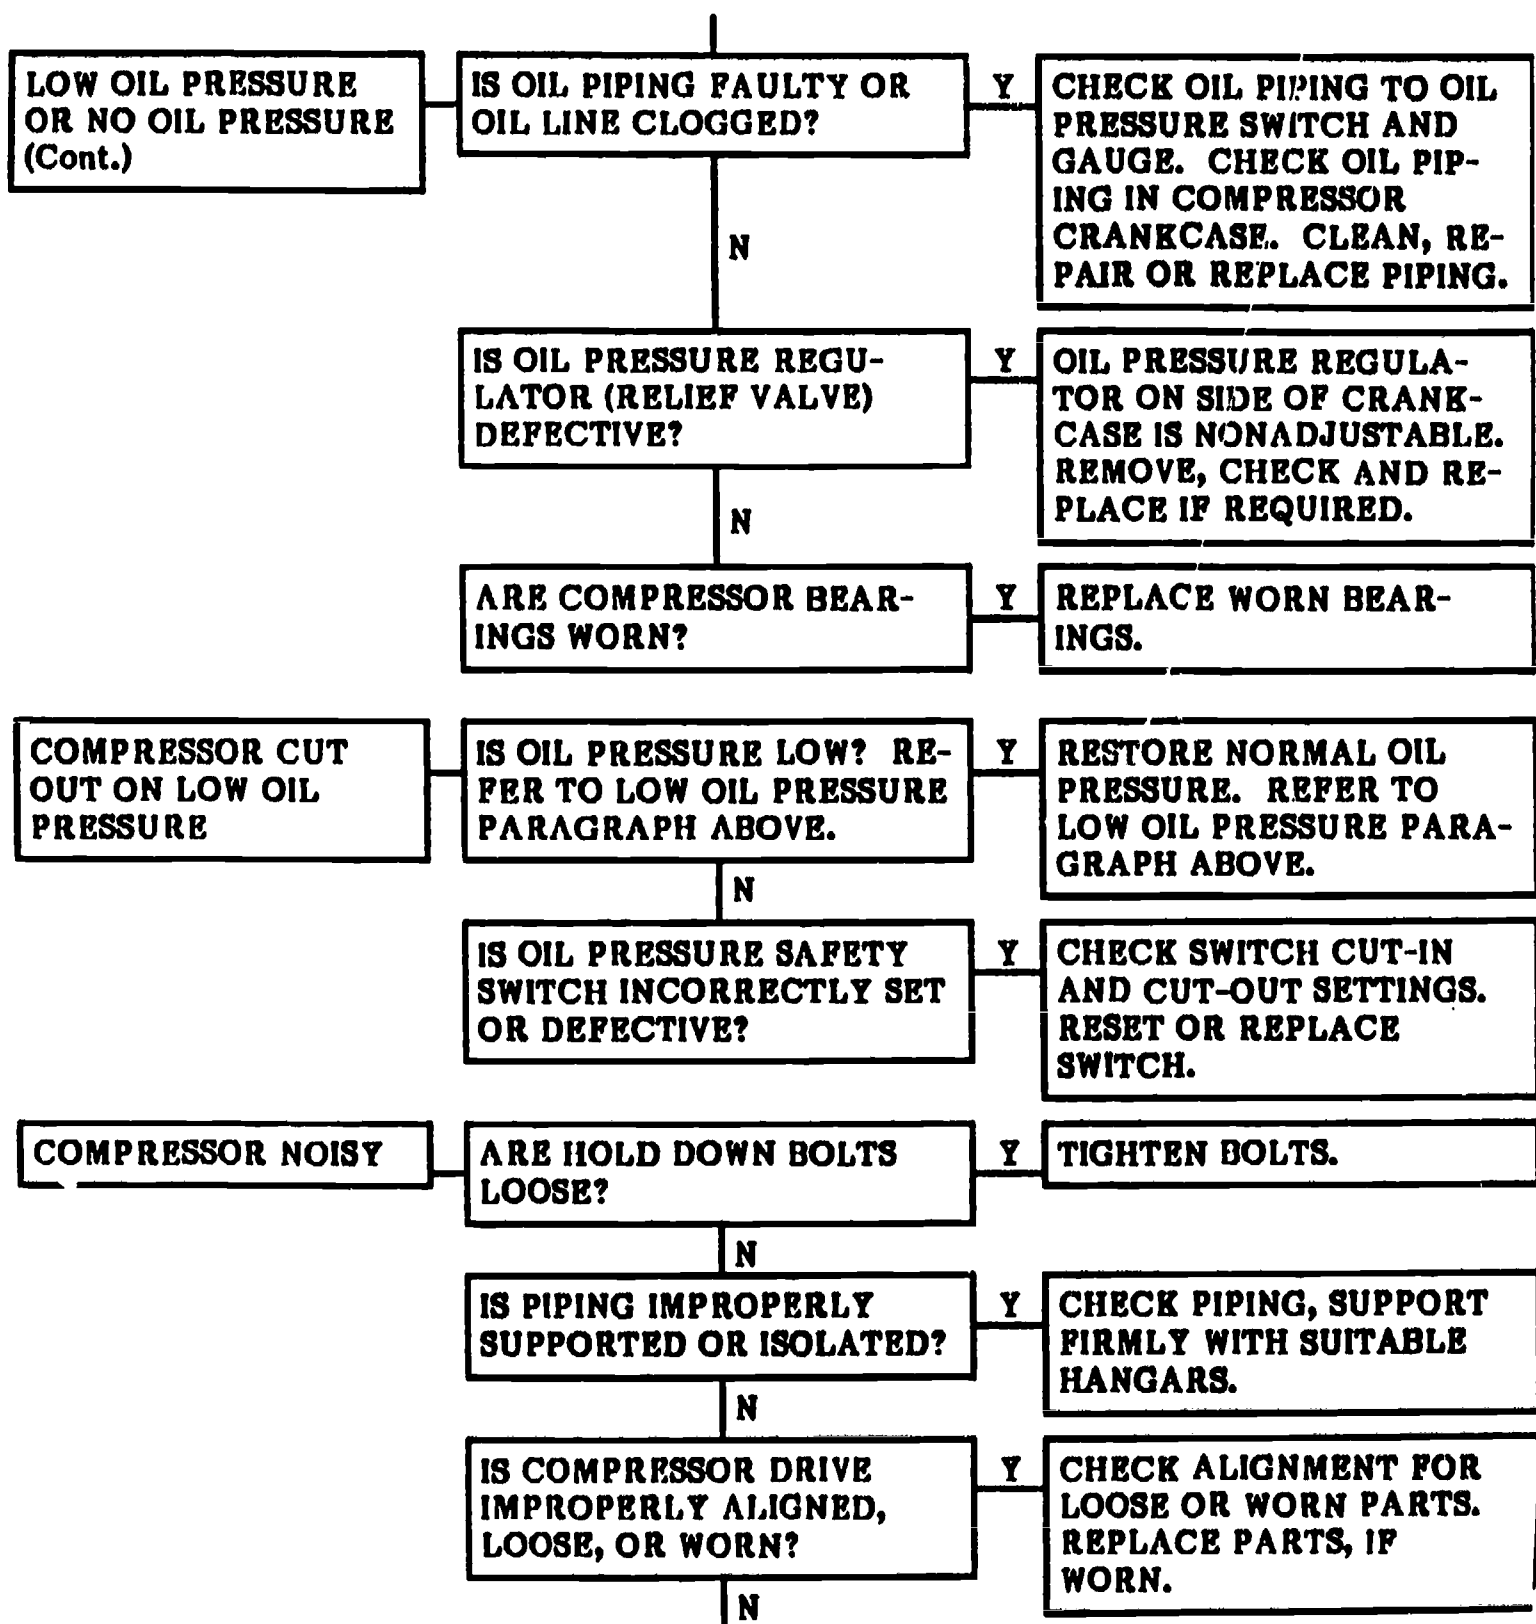 LOW OIL PRESSURE
OR NO OIL PRESSURE
(Cont.)
IS OIL PIPING FAULTY OR
OIL LINE CLOGGED?
Y
CHECK OIL PIPING TO OIL
PRESSURE SWITCH AND
GAUGE. CHECK OIL PIP-
ING IN COMPRESSOR
CRANKCASE. CLEAN, RE-
PAIR OR REPLACE PIPING.
N
IS OIL PRESSURE REGU-
LATOR (RELIEF VALVE)
DEFECTIVE?
Y
OIL PRESSURE REGULA-
TOR ON SIDE OF CRANK-
CASE IS NONADJUSTABLE.
REMOVE, CHECK AND RE-
PLACE IF REQUIRED.
N
ARE COMPRESSOR BEAR-
INGS WORN?
Y
REPLACE WORN BEAR-
INGS.
COMPRESSOR CUT
OUT ON LOW OIL
PRESSURE
IS OIL PRESSURE LOW? RE-
FER TO LOW OIL PRESSURE
PARAGRAPH ABOVE.
Y
RESTORE NORMAL OIL
PRESSURE. REFER TO
LOW OIL PRESSURE PARA-
GRAPH ABOVE.
N
IS OIL PRESSURE SAFETY
SWITCH INCORRECTLY SET
OR DEFECTIVE?
Y
CHECK SWITCH CUT-IN
AND CUT-OUT SETTINGS.
RESET OR REPLACE
SWITCH.
COMPRESSOR NOISY
ARE HOLD DOWN BOLTS
LOOSE?
Y
TIGHTEN BOLTS.
N
IS PIPING IMPROPERLY
SUPPORTED OR ISOLATED?
Y
CHECK PIPING, SUPPORT
FIRMLY WITH SUITABLE
HANGARS.
N
IS COMPRESSOR DRIVE
IMPROPERLY ALIGNED,
LOOSE, OR WORN?
Y
CHECK ALIGNMENT FOR
LOOSE OR WORN PARTS.
REPLACE PARTS, IF
WORN.
N